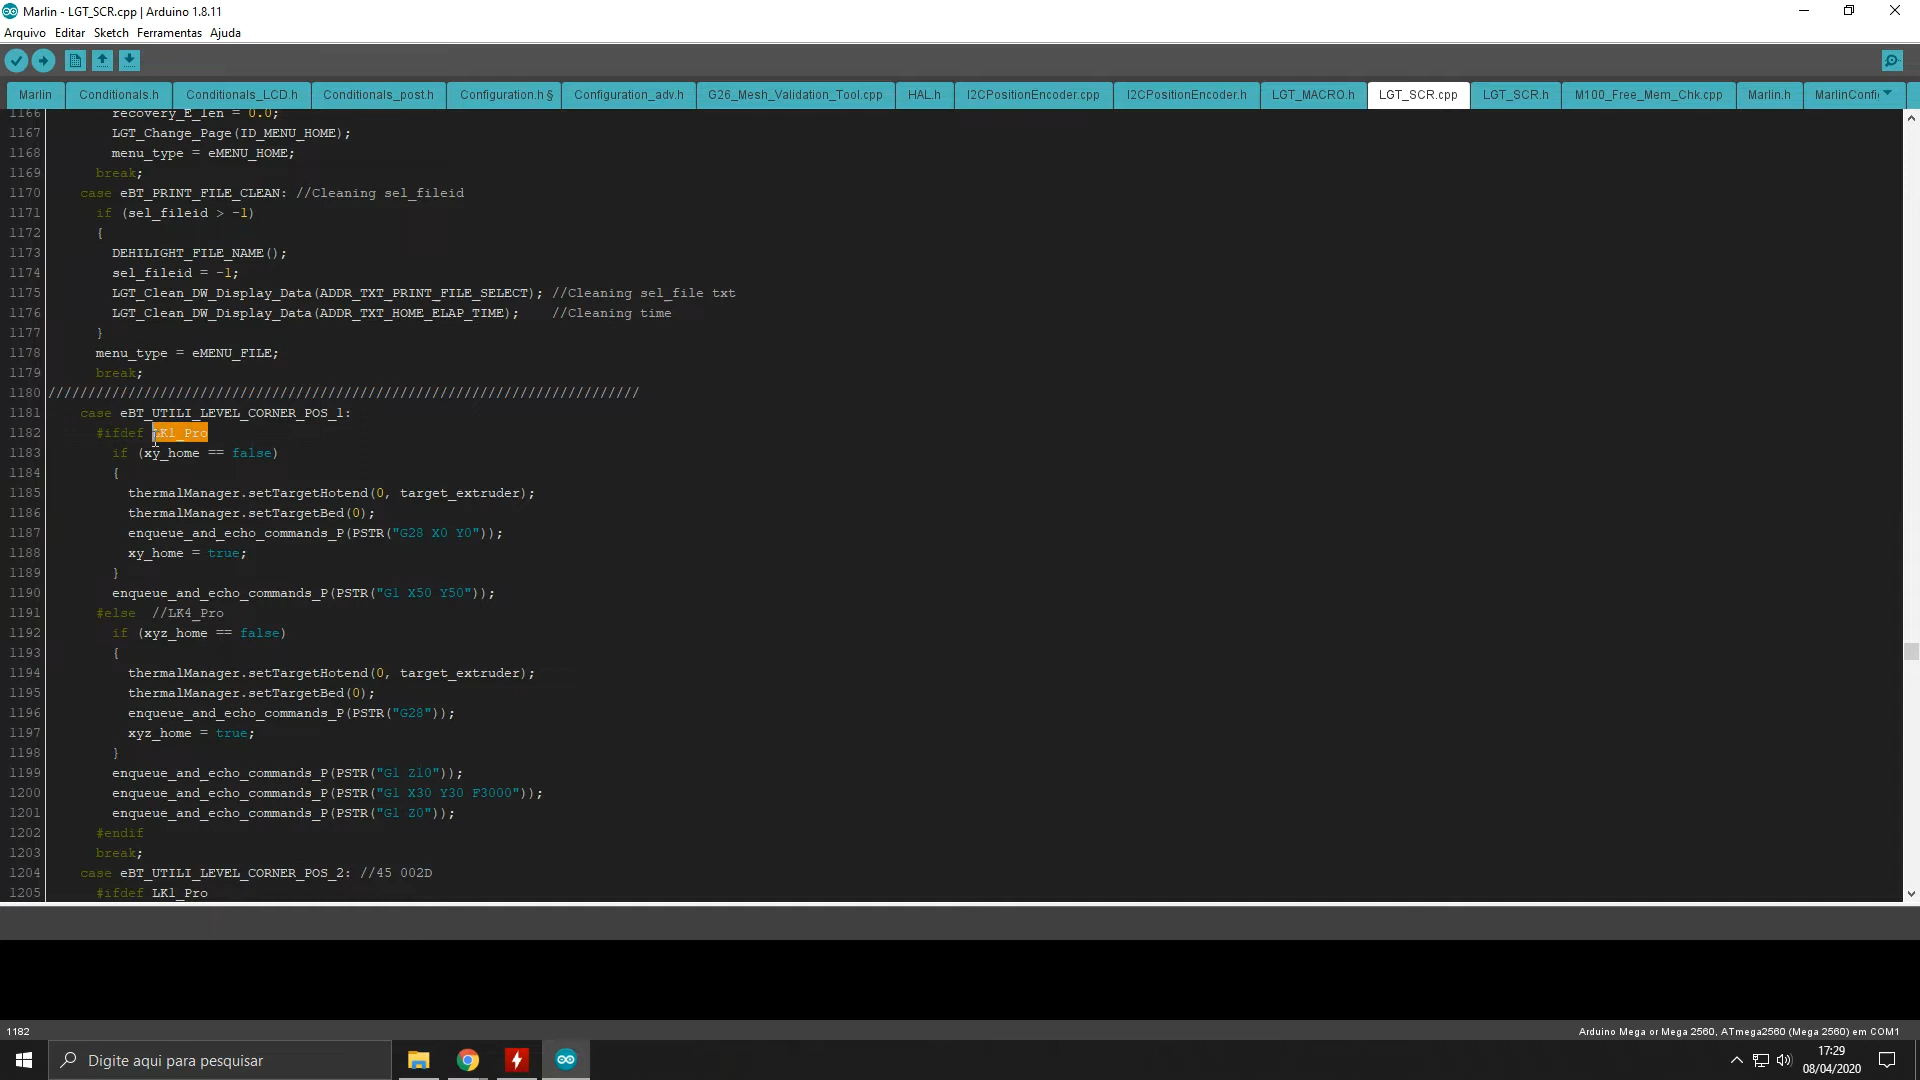 Marlin - LGT_SCR.cpp | Arduino 1.8.11
Arquivo Editar Sketch Ferramentas Ajuda
Marlin Conditionals.h Conditionals_LCD.h Conditionals_post.h Configuration.h § Configuration_adv.h G26_Mesh_Validation_Tool.cpp HAL.h I2CPositionEncoder.cpp I2CPositionEncoder.h LGT_MACRO.h LGT_SCR.cpp LGT_SCR.h M100_Free_Mem_Chk.cpp Marlin.h MarlinConfi
1166 recovery_E_len = 0.0;
1167 LGT_Change_Page(ID_MENU_HOME);
1168 menu_type = eMENU_HOME;
1169 break;
1170 case eBT_PRINT_FILE_CLEAN: //Cleaning sel_fileid
1171 if (sel_fileid > -1)
1172 {
1173 DEHILIGHT_FILE_NAME();
1174 sel_fileid = -1;
1175 LGT_Clean_DW_Display_Data(ADDR_TXT_PRINT_FILE_SELECT); //Cleaning sel_file txt
1176 LGT_Clean_DW_Display_Data(ADDR_TXT_HOME_ELAP_TIME); //Cleaning time
1177 }
1178 menu_type = eMENU_FILE;
1179 break;
1180 //////////////////////////////////////////////////////////////////////////
1181 case eBT_UTILI_LEVEL_CORNER_POS_1:
1182 #ifdef LK1_Pro
1183 if (xy_home == false)
1184 {
1185 thermalManager.setTargetHotend(0, target_extruder);
1186 thermalManager.setTargetBed(0);
1187 enqueue_and_echo_commands_P(PSTR("G28 X0 Y0"));
1188 xy_home = true;
1189 }
1190 enqueue_and_echo_commands_P(PSTR("G1 X50 Y50"));
1191 #else //LK4_Pro
1192 if (xyz_home == false)
1193 {
1194 thermalManager.setTargetHotend(0, target_extruder);
1195 thermalManager.setTargetBed(0);
1196 enqueue_and_echo_commands_P(PSTR("G28"));
1197 xyz_home = true;
1198 }
1199 enqueue_and_echo_commands_P(PSTR("G1 Z10"));
1200 enqueue_and_echo_commands_P(PSTR("G1 X30 Y30 F3000"));
1201 enqueue_and_echo_commands_P(PSTR("G1 Z0"));
1202 #endif
1203 break;
1204 case eBT_UTILI_LEVEL_CORNER_POS_2: //45 002D
1205 #ifdef LK1_Pro
1182 Arduino Mega or Mega 2560, ATmega2560 (Mega 2560) em COM1
Digite aqui para pesquisar
17:29
08/04/2020